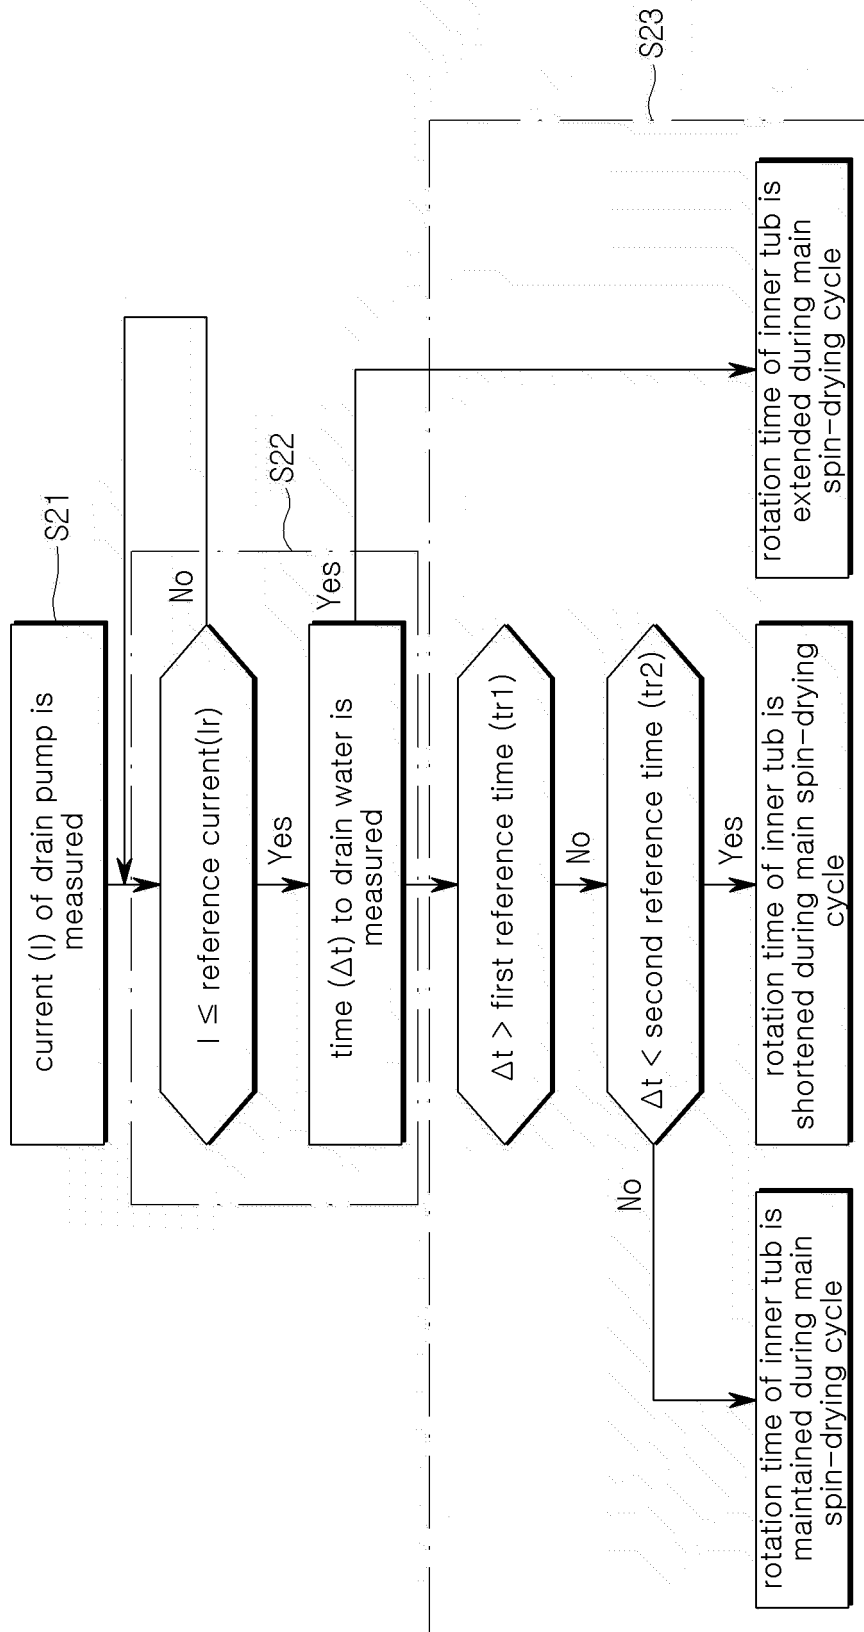 current (I) of drain pump is
measured
S21
I ≤ reference current(Ir)
No
Yes
S22
time (Δt) to drain water is
measured
Yes
S23
Δt > first reference time (tr1)
No
Δt < second reference time (tr2)
No
Yes
rotation time of inner tub is
maintained during main
spin-drying cycle
rotation time of inner tub is
shortened during main spin-drying
cycle
rotation time of inner tub is
extended during main
spin-drying cycle